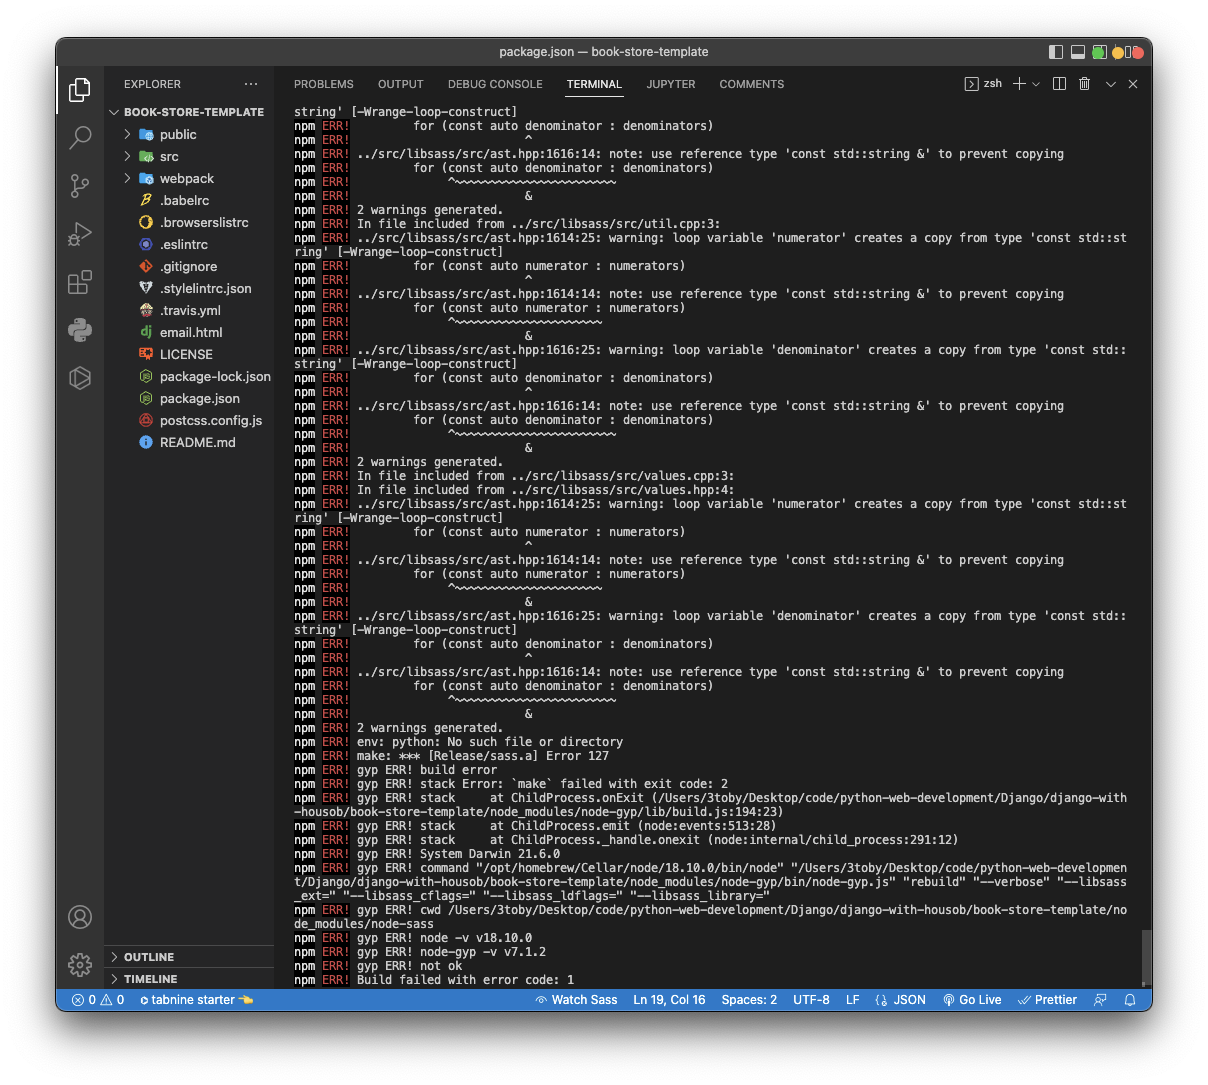 package.json — book-store-template
EXPLORER
BOOK-STORE-TEMPLATE
public
src
webpack
.babelrc
.browserslistrc
.eslintrc
.gitignore
.stylelintrc.json
.travis.yml
dj email.html
LICENSE
package-lock.json
package.json
postcss.config.js
README.md
OUTLINE
TIMELINE
PROBLEMS OUTPUT DEBUG CONSOLE TERMINAL JUPYTER COMMENTS
zsh
string' [-Wrange-loop-construct]
npm ERR!         for (const auto denominator : denominators)
npm ERR!                         ^
npm ERR! ../src/libsass/src/ast.hpp:1616:14: note: use reference type 'const std::string &' to prevent copying
npm ERR!         for (const auto denominator : denominators)
npm ERR!              ^~~~~~~~~~~~~~~~~~~~~~~~
npm ERR!                         &
npm ERR! 2 warnings generated.
npm ERR! In file included from ../src/libsass/src/util.cpp:3:
npm ERR! ../src/libsass/src/ast.hpp:1614:25: warning: loop variable 'numerator' creates a copy from type 'const std::st
ring' [-Wrange-loop-construct]
npm ERR!         for (const auto numerator : numerators)
npm ERR!                         ^
npm ERR! ../src/libsass/src/ast.hpp:1614:14: note: use reference type 'const std::string &' to prevent copying
npm ERR!         for (const auto numerator : numerators)
npm ERR!              ^~~~~~~~~~~~~~~~~~~~~~
npm ERR!                         &
npm ERR! ../src/libsass/src/ast.hpp:1616:25: warning: loop variable 'denominator' creates a copy from type 'const std::
string' [-Wrange-loop-construct]
npm ERR!         for (const auto denominator : denominators)
npm ERR!                         ^
npm ERR! ../src/libsass/src/ast.hpp:1616:14: note: use reference type 'const std::string &' to prevent copying
npm ERR!         for (const auto denominator : denominators)
npm ERR!              ^~~~~~~~~~~~~~~~~~~~~~~~
npm ERR!                         &
npm ERR! 2 warnings generated.
npm ERR! In file included from ../src/libsass/src/values.cpp:3:
npm ERR! In file included from ../src/libsass/src/values.hpp:4:
npm ERR! ../src/libsass/src/ast.hpp:1614:25: warning: loop variable 'numerator' creates a copy from type 'const std::st
ring' [-Wrange-loop-construct]
npm ERR!         for (const auto numerator : numerators)
npm ERR!                         ^
npm ERR! ../src/libsass/src/ast.hpp:1614:14: note: use reference type 'const std::string &' to prevent copying
npm ERR!         for (const auto numerator : numerators)
npm ERR!              ^~~~~~~~~~~~~~~~~~~~~~
npm ERR!                         &
npm ERR! ../src/libsass/src/ast.hpp:1616:25: warning: loop variable 'denominator' creates a copy from type 'const std::
string' [-Wrange-loop-construct]
npm ERR!         for (const auto denominator : denominators)
npm ERR!                         ^
npm ERR! ../src/libsass/src/ast.hpp:1616:14: note: use reference type 'const std::string &' to prevent copying
npm ERR!         for (const auto denominator : denominators)
npm ERR!              ^~~~~~~~~~~~~~~~~~~~~~~~
npm ERR!                         &
npm ERR! 2 warnings generated.
npm ERR! env: python: No such file or directory
npm ERR! make: *** [Release/sass.a] Error 127
npm ERR! gyp ERR! build error
npm ERR! gyp ERR! stack Error: `make` failed with exit code: 2
npm ERR! gyp ERR! stack     at ChildProcess.onExit (/Users/3toby/Desktop/code/python-web-development/Django/django-with
-housob/book-store-template/node_modules/node-gyp/lib/build.js:194:23)
npm ERR! gyp ERR! stack     at ChildProcess.emit (node:events:513:28)
npm ERR! gyp ERR! stack     at ChildProcess._handle.onexit (node:internal/child_process:291:12)
npm ERR! gyp ERR! System Darwin 21.6.0
npm ERR! gyp ERR! command "/opt/homebrew/Cellar/node/18.10.0/bin/node" "/Users/3toby/Desktop/code/python-web-developmen
t/Django/django-with-housob/book-store-template/node_modules/node-gyp/bin/node-gyp.js" "rebuild" "--verbose" "--libsass
_ext=" "--libsass_cflags=" "--libsass_ldflags=" "--libsass_library="
npm ERR! gyp ERR! cwd /Users/3toby/Desktop/code/python-web-development/Django/django-with-housob/book-store-template/no
de_modules/node-sass
npm ERR! gyp ERR! node -v v18.10.0
npm ERR! gyp ERR! node-gyp -v v7.1.2
npm ERR! gyp ERR! not ok
npm ERR! Build failed with error code: 1
0 0 tabnine starter 👈 Watch Sass Ln 19, Col 16 Spaces: 2 UTF-8 LF JSON Go Live Prettier